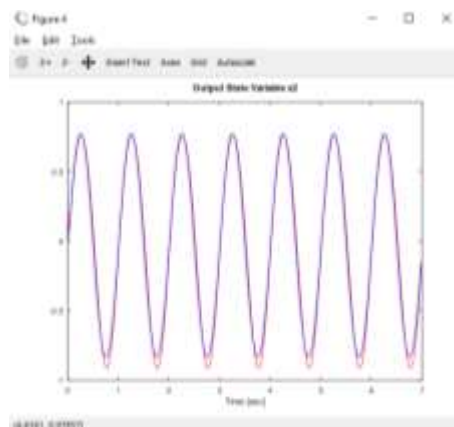 Figure 4
File Edit Tools
Z+ Z- Insert Text Axes Grid Autoscale
Output State Variable x2
1
0.5
0
-0.5
-1
0 1 2 3 4 5 6 7
Time (sec)